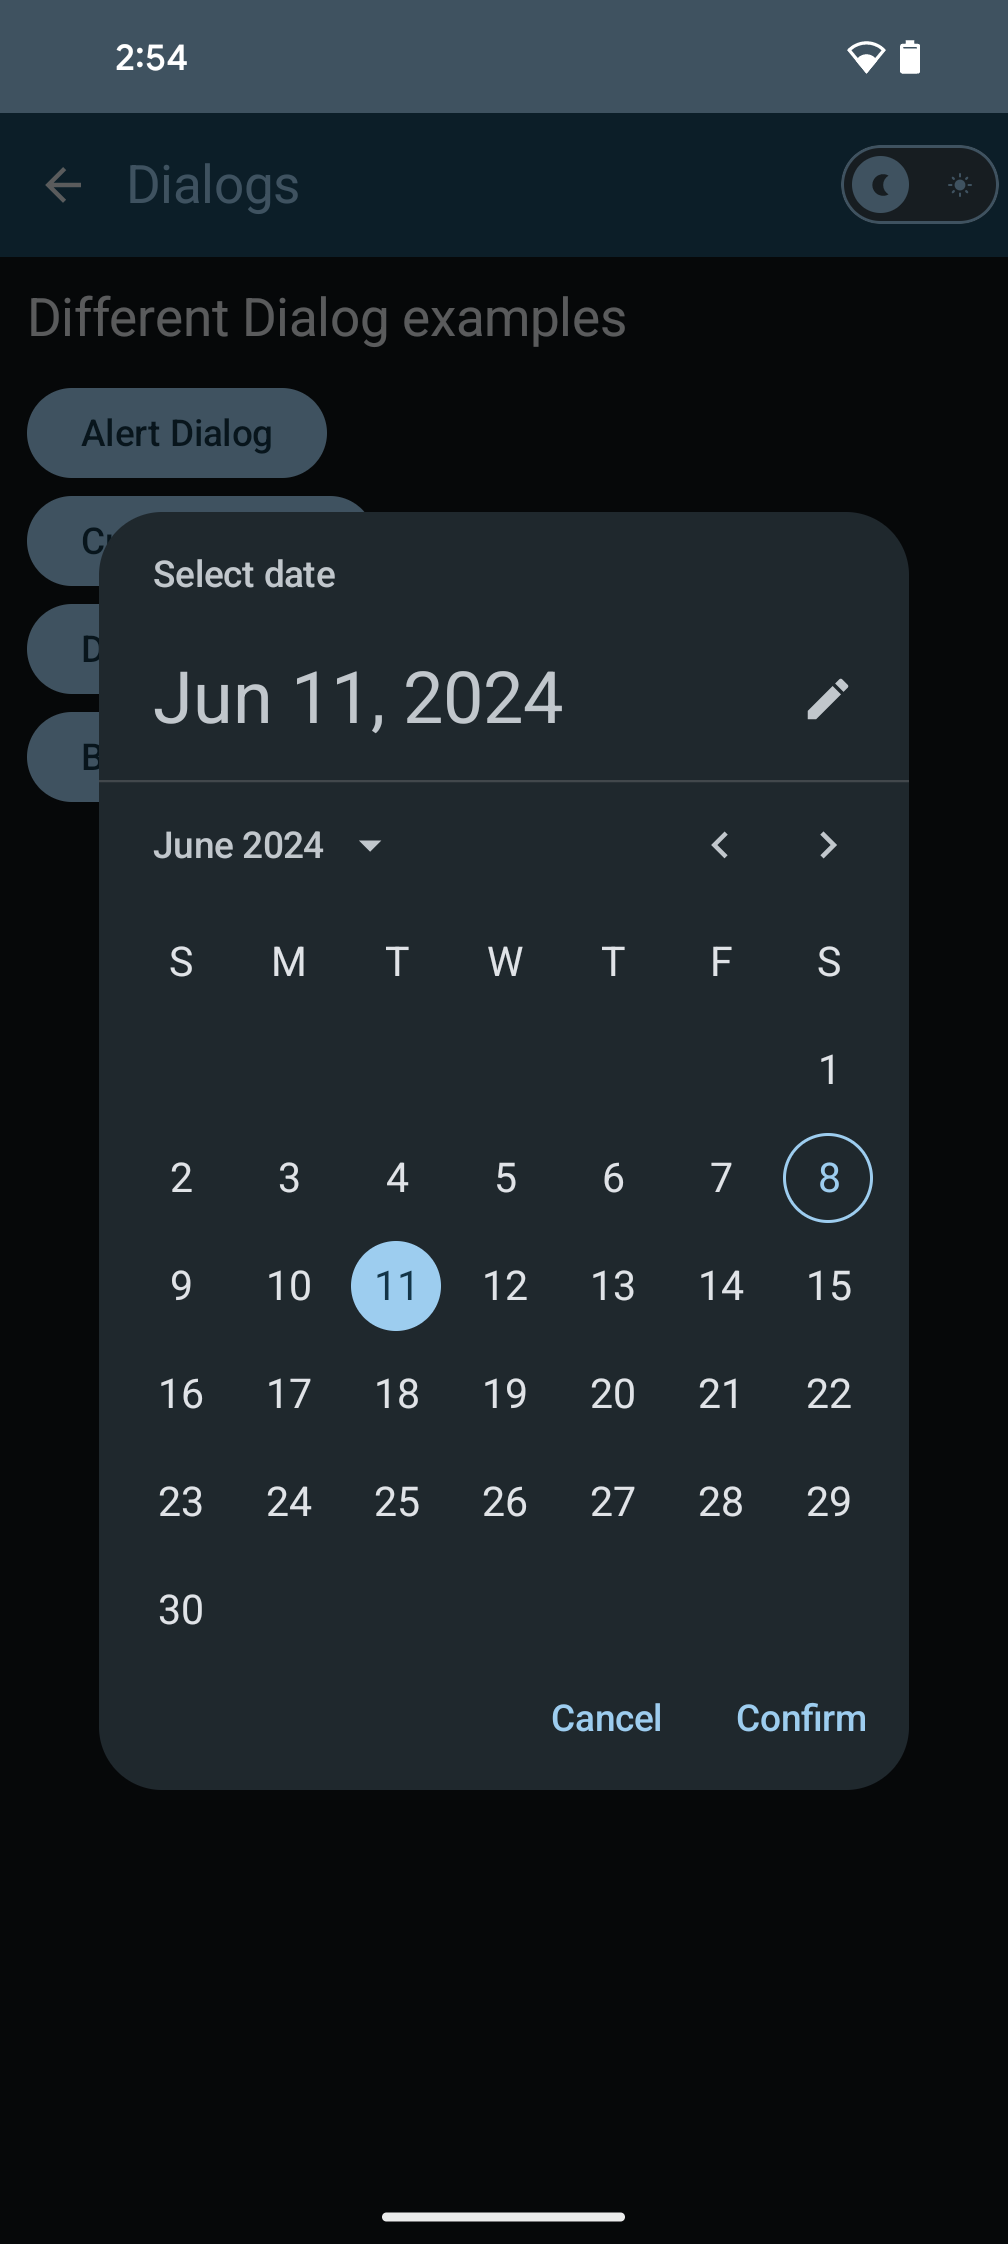 2:54
Dialogs
Different Dialog examples
Alert Dialog
Select date
Jun 11, 2024
June 2024
S M T W T F S
1
2 3 4 5 6 7 8
9 10 11 12 13 14 15
16 17 18 19 20 21 22
23 24 25 26 27 28 29
30
Cancel Confirm